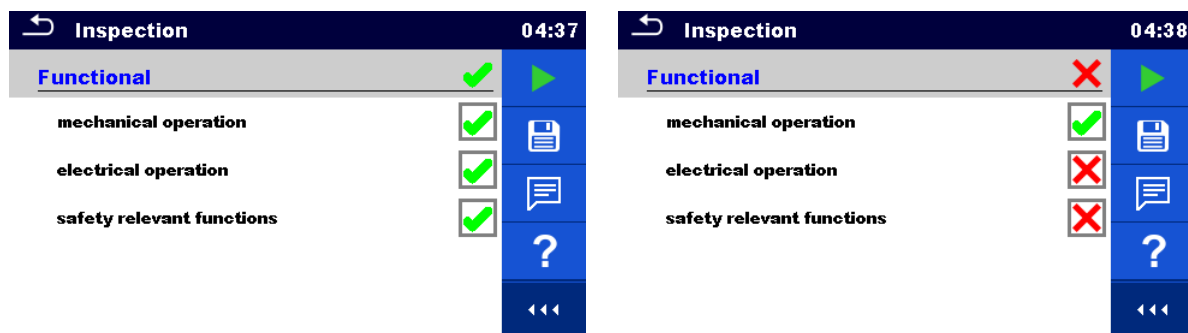 Inspection 04:37
Functional
mechanical operation
electrical operation
safety relevant functions
?
Inspection 04:38
Functional
mechanical operation
electrical operation
safety relevant functions
?